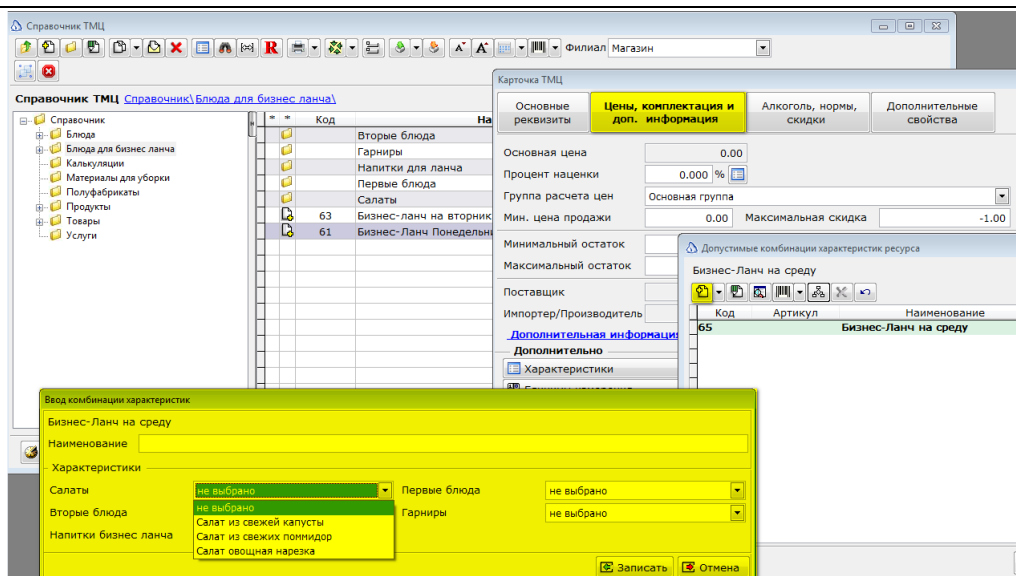 Справочник ТМЦ
Филиал Магазин
Справочник ТМЦ Справочник\Блюда для бизнес ланча\
Справочник
Блюда
Блюда для бизнес ланча
Калькуляции
Материалы для уборки
Полуфабрикаты
Продукты
Товары
Услуги
* * Код На
Вторые блюда
Гарниры
Напитки для ланча
Первые блюда
Салаты
63 Бизнес-ланч на вторник
61 Бизнес-Ланч Понедельн
Карточка ТМЦ
Основные реквизиты
Цены, комплектация и доп. информация
Алкоголь, нормы, скидки
Дополнительные свойства
Основная цена 0.00
Процент наценки 0.000 %
Группа расчета цен Основная группа
Мин. цена продажи 0.00 Максимальная скидка -1.00
Минимальный остаток
Максимальный остаток
Поставщик
Импортер/Производитель
Дополнительная информация
Дополнительно
Характеристики
Допустимые комбинации характеристик ресурса
Бизнес-Ланч на среду
Код Артикул Наименование
65 Бизнес-Ланч на среду
Ввод комбинации характеристик
Бизнес-Ланч на среду
Наименование
Характеристики
Салаты не выбрано Первые блюда не выбрано
Вторые блюда Гарниры не выбрано
Напитки бизнес ланча
не выбрано
Салат из свежей капусты
Салат из свежих поммидор
Салат овощная нарезка
Записать Отмена